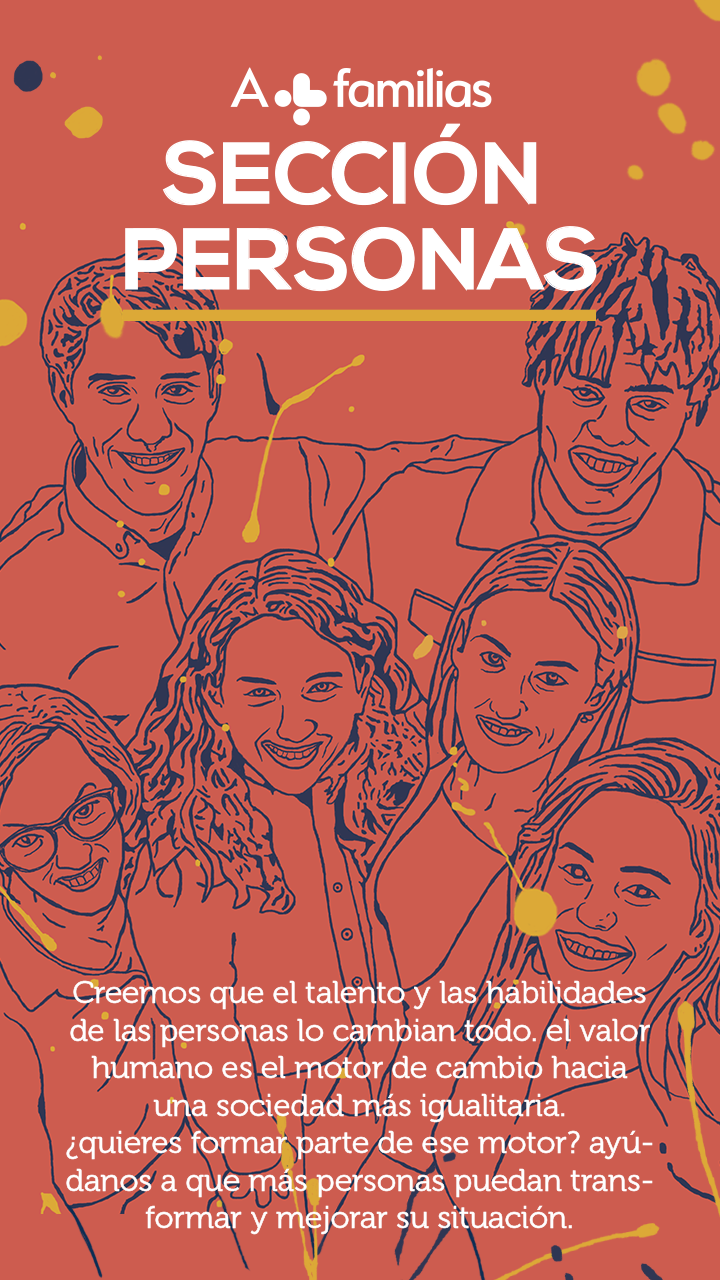 A+familias
SECCIÓN
PERSONAS
Creemos que el talento y las habilidades
de las personas lo cambian todo. el valor
humano es el motor de cambio hacia
una sociedad más igualitaria.
¿quieres formar parte de ese motor? ayú-
danos a que más personas puedan trans-
formar y mejorar su situación.